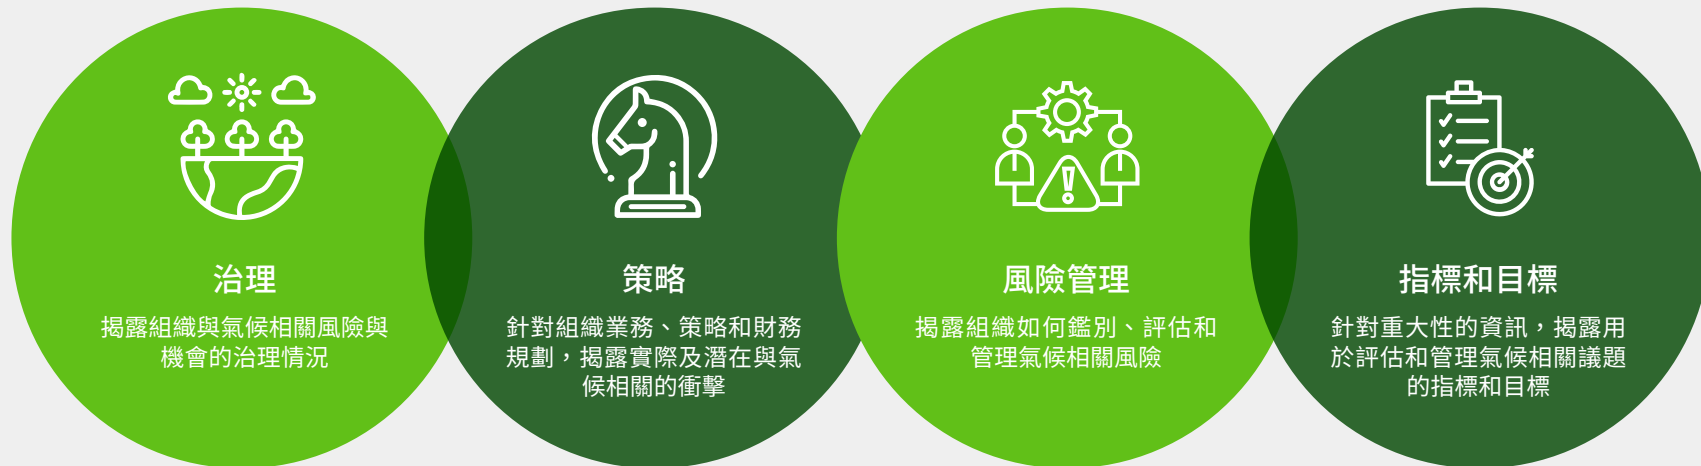 治理
揭露組織與氣候相關風險與
機會的治理情況
策略
針對組織業務、策略和財務
規劃，揭露實際及潛在與氣
候相關的衝擊
風險管理
揭露組織如何鑑別、評估和
管理氣候相關風險
指標和目標
針對重大性的資訊，揭露用
於評估和管理氣候相關議題
的指標和目標